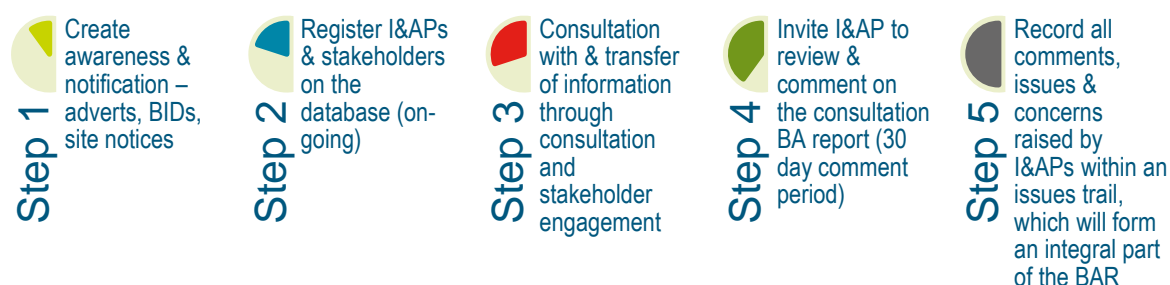 Step 1
Create
awareness &
notification –
adverts, BIDs,
site notices
Step 2
Register I&APs
& stakeholders
on the
database (on-
going)
Step 3
Consultation
with & transfer
of information
through
consultation
and
stakeholder
engagement
Step 4
Invite I&AP to
review &
comment on
the consultation
BA report (30
day comment
period)
Step 5
Record all
comments,
issues &
concerns
raised by
I&APs within an
issues trail,
which will form
an integral part
of the BAR